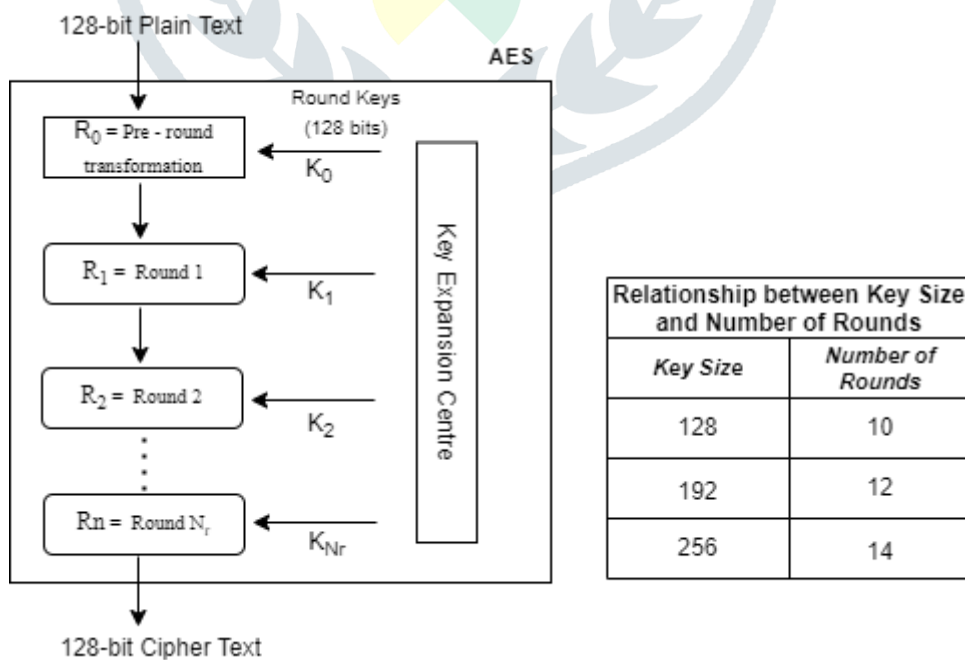 128-bit Plain Text
AES
Round Keys
(128 bits)
R₀ = Pre - round
transformation
K₀
R₁ = Round 1
K₁
R₂ = Round 2
K₂
Rn = Round Nᵣ
K_Nr
Key Expansion Centre
128-bit Cipher Text
Relationship between Key Size
and Number of Rounds
Key Size
Number of
Rounds
128
10
192
12
256
14